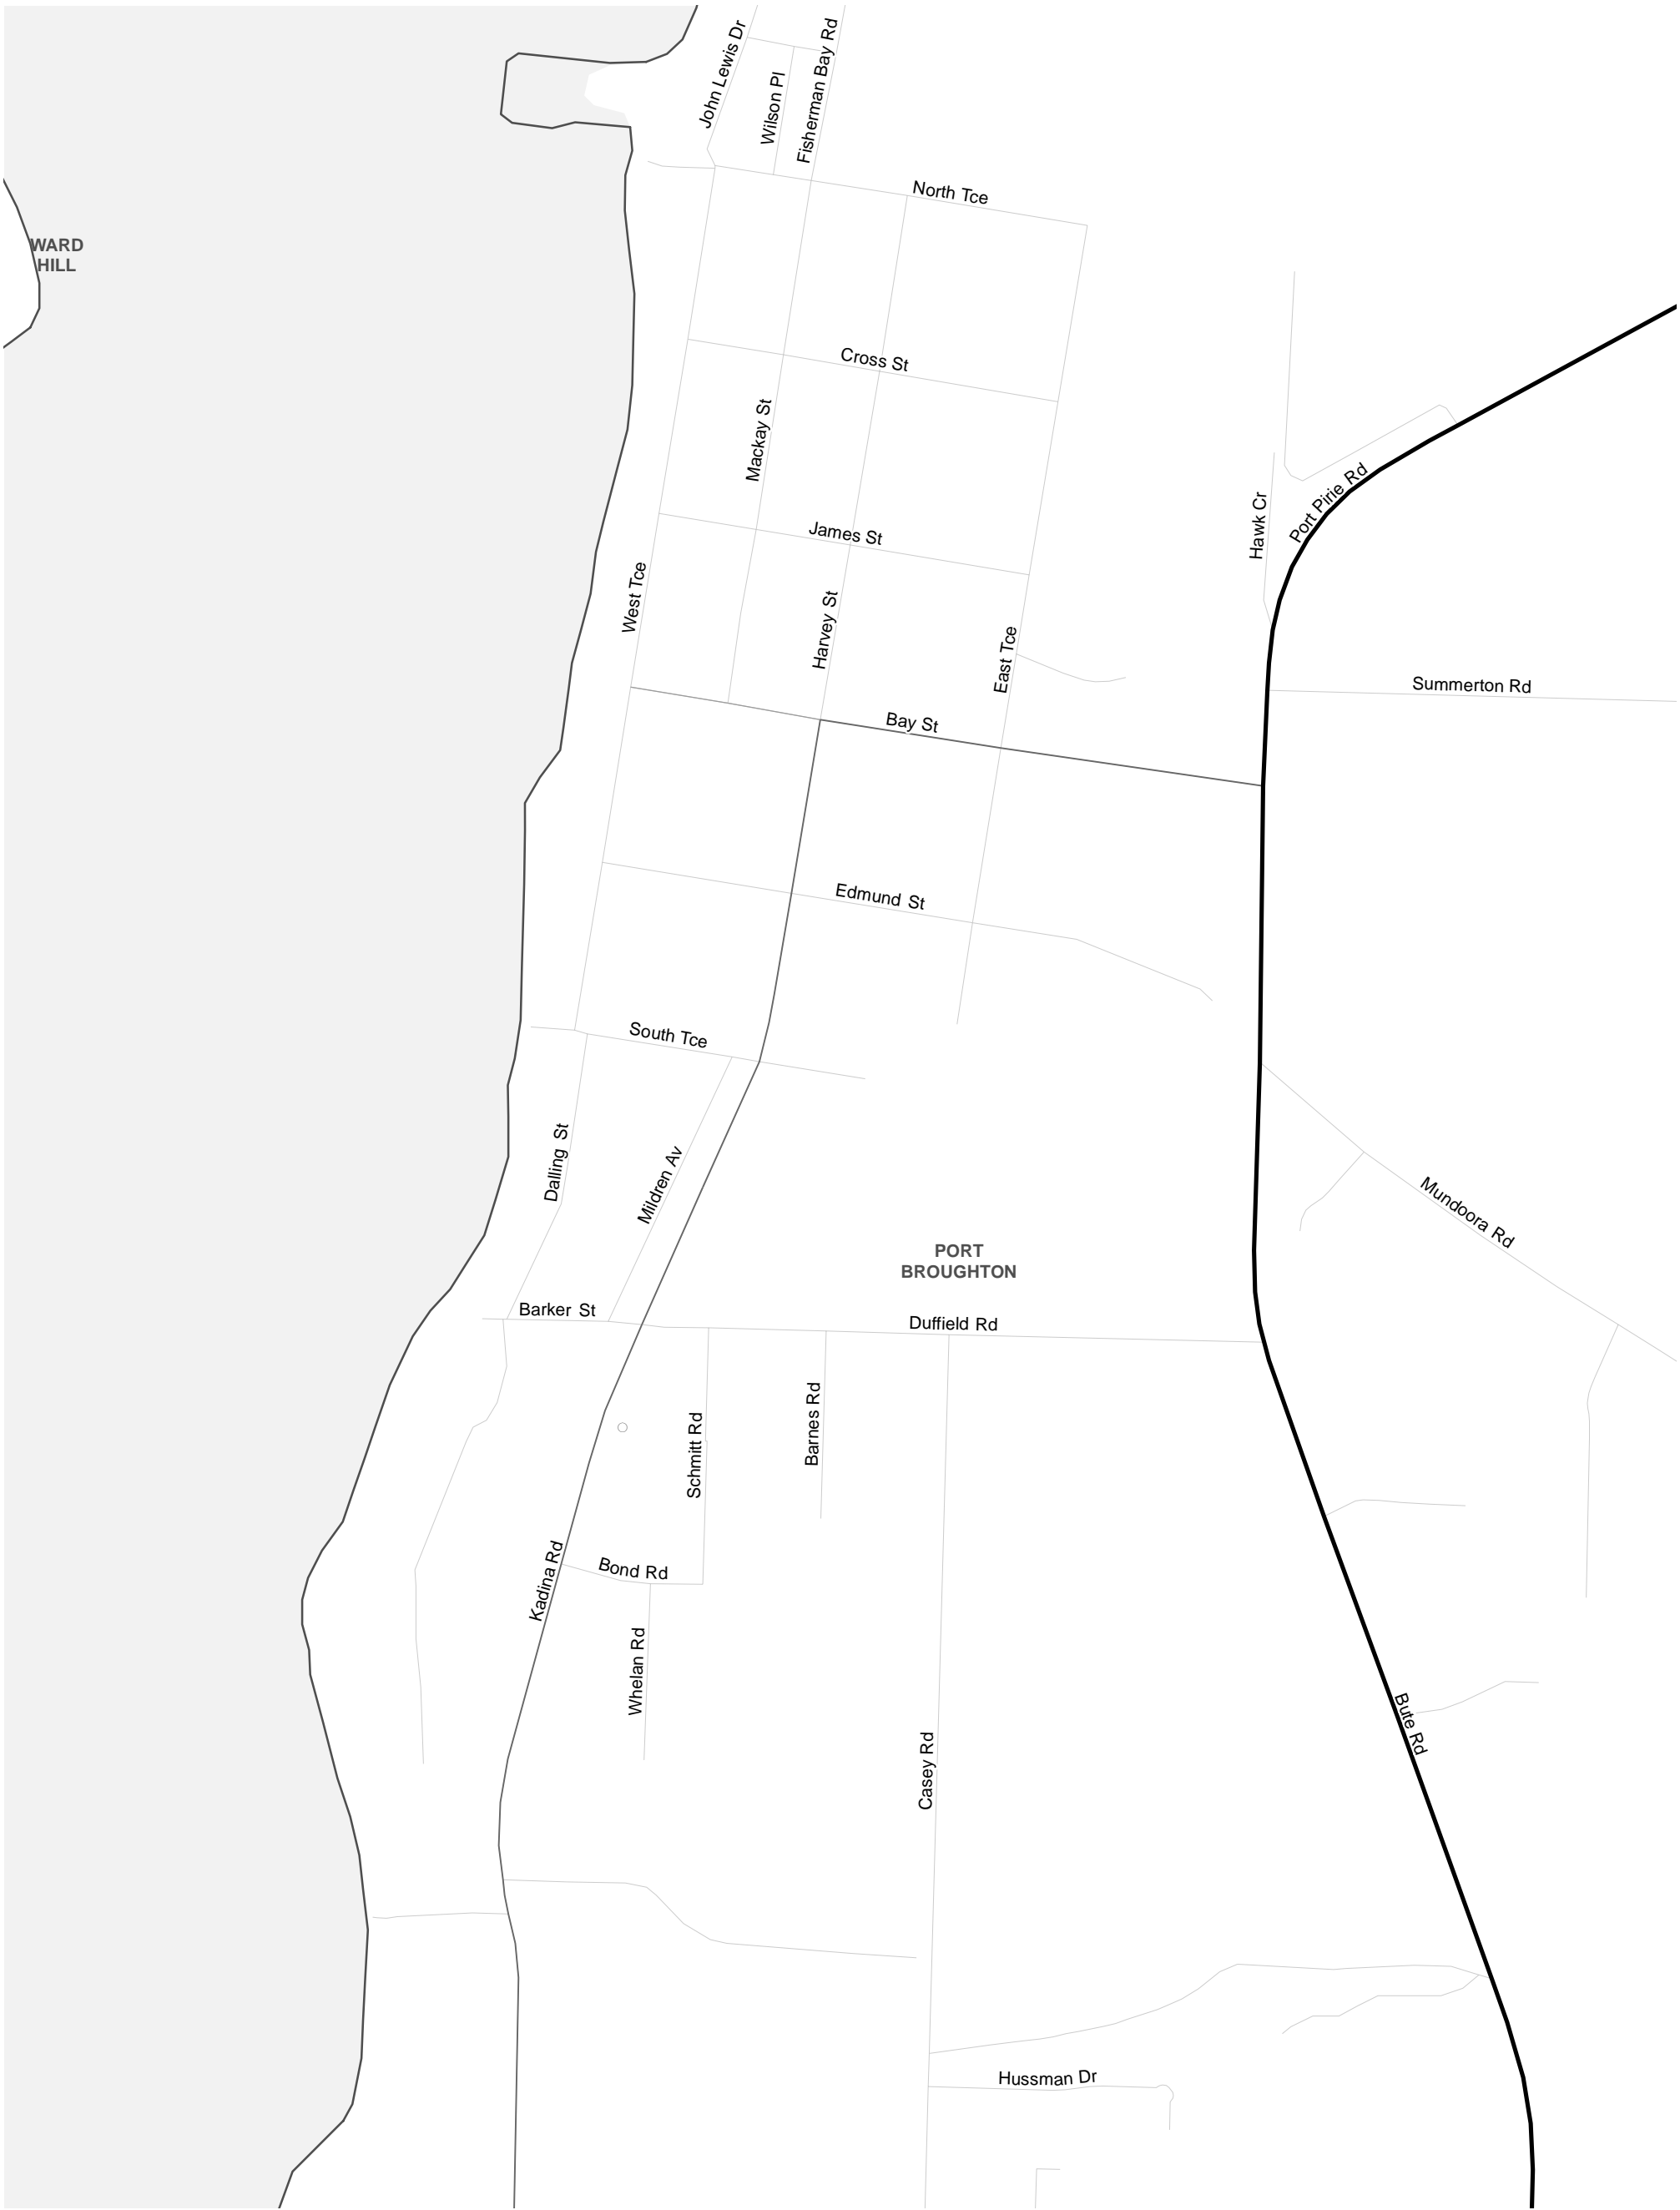 John Lewis Dr
Wilson Pl
Fisherman Bay Rd
North Tce
WARD
HILL
Cross St
Mackay St
Port Pirie Rd
Hawk Cr
James St
West Tce
Harvey St
East Tce
Summerton Rd
Bay St
Edmund St
South Tce
Dalling St
Mildren Av
Mundoora Rd
PORT
BROUGHTON
Barker St
Duffield Rd
Schmitt Rd
Barnes Rd
Kadina Rd
Bond Rd
Whelan Rd
Casey Rd
Bute Rd
Hussman Dr